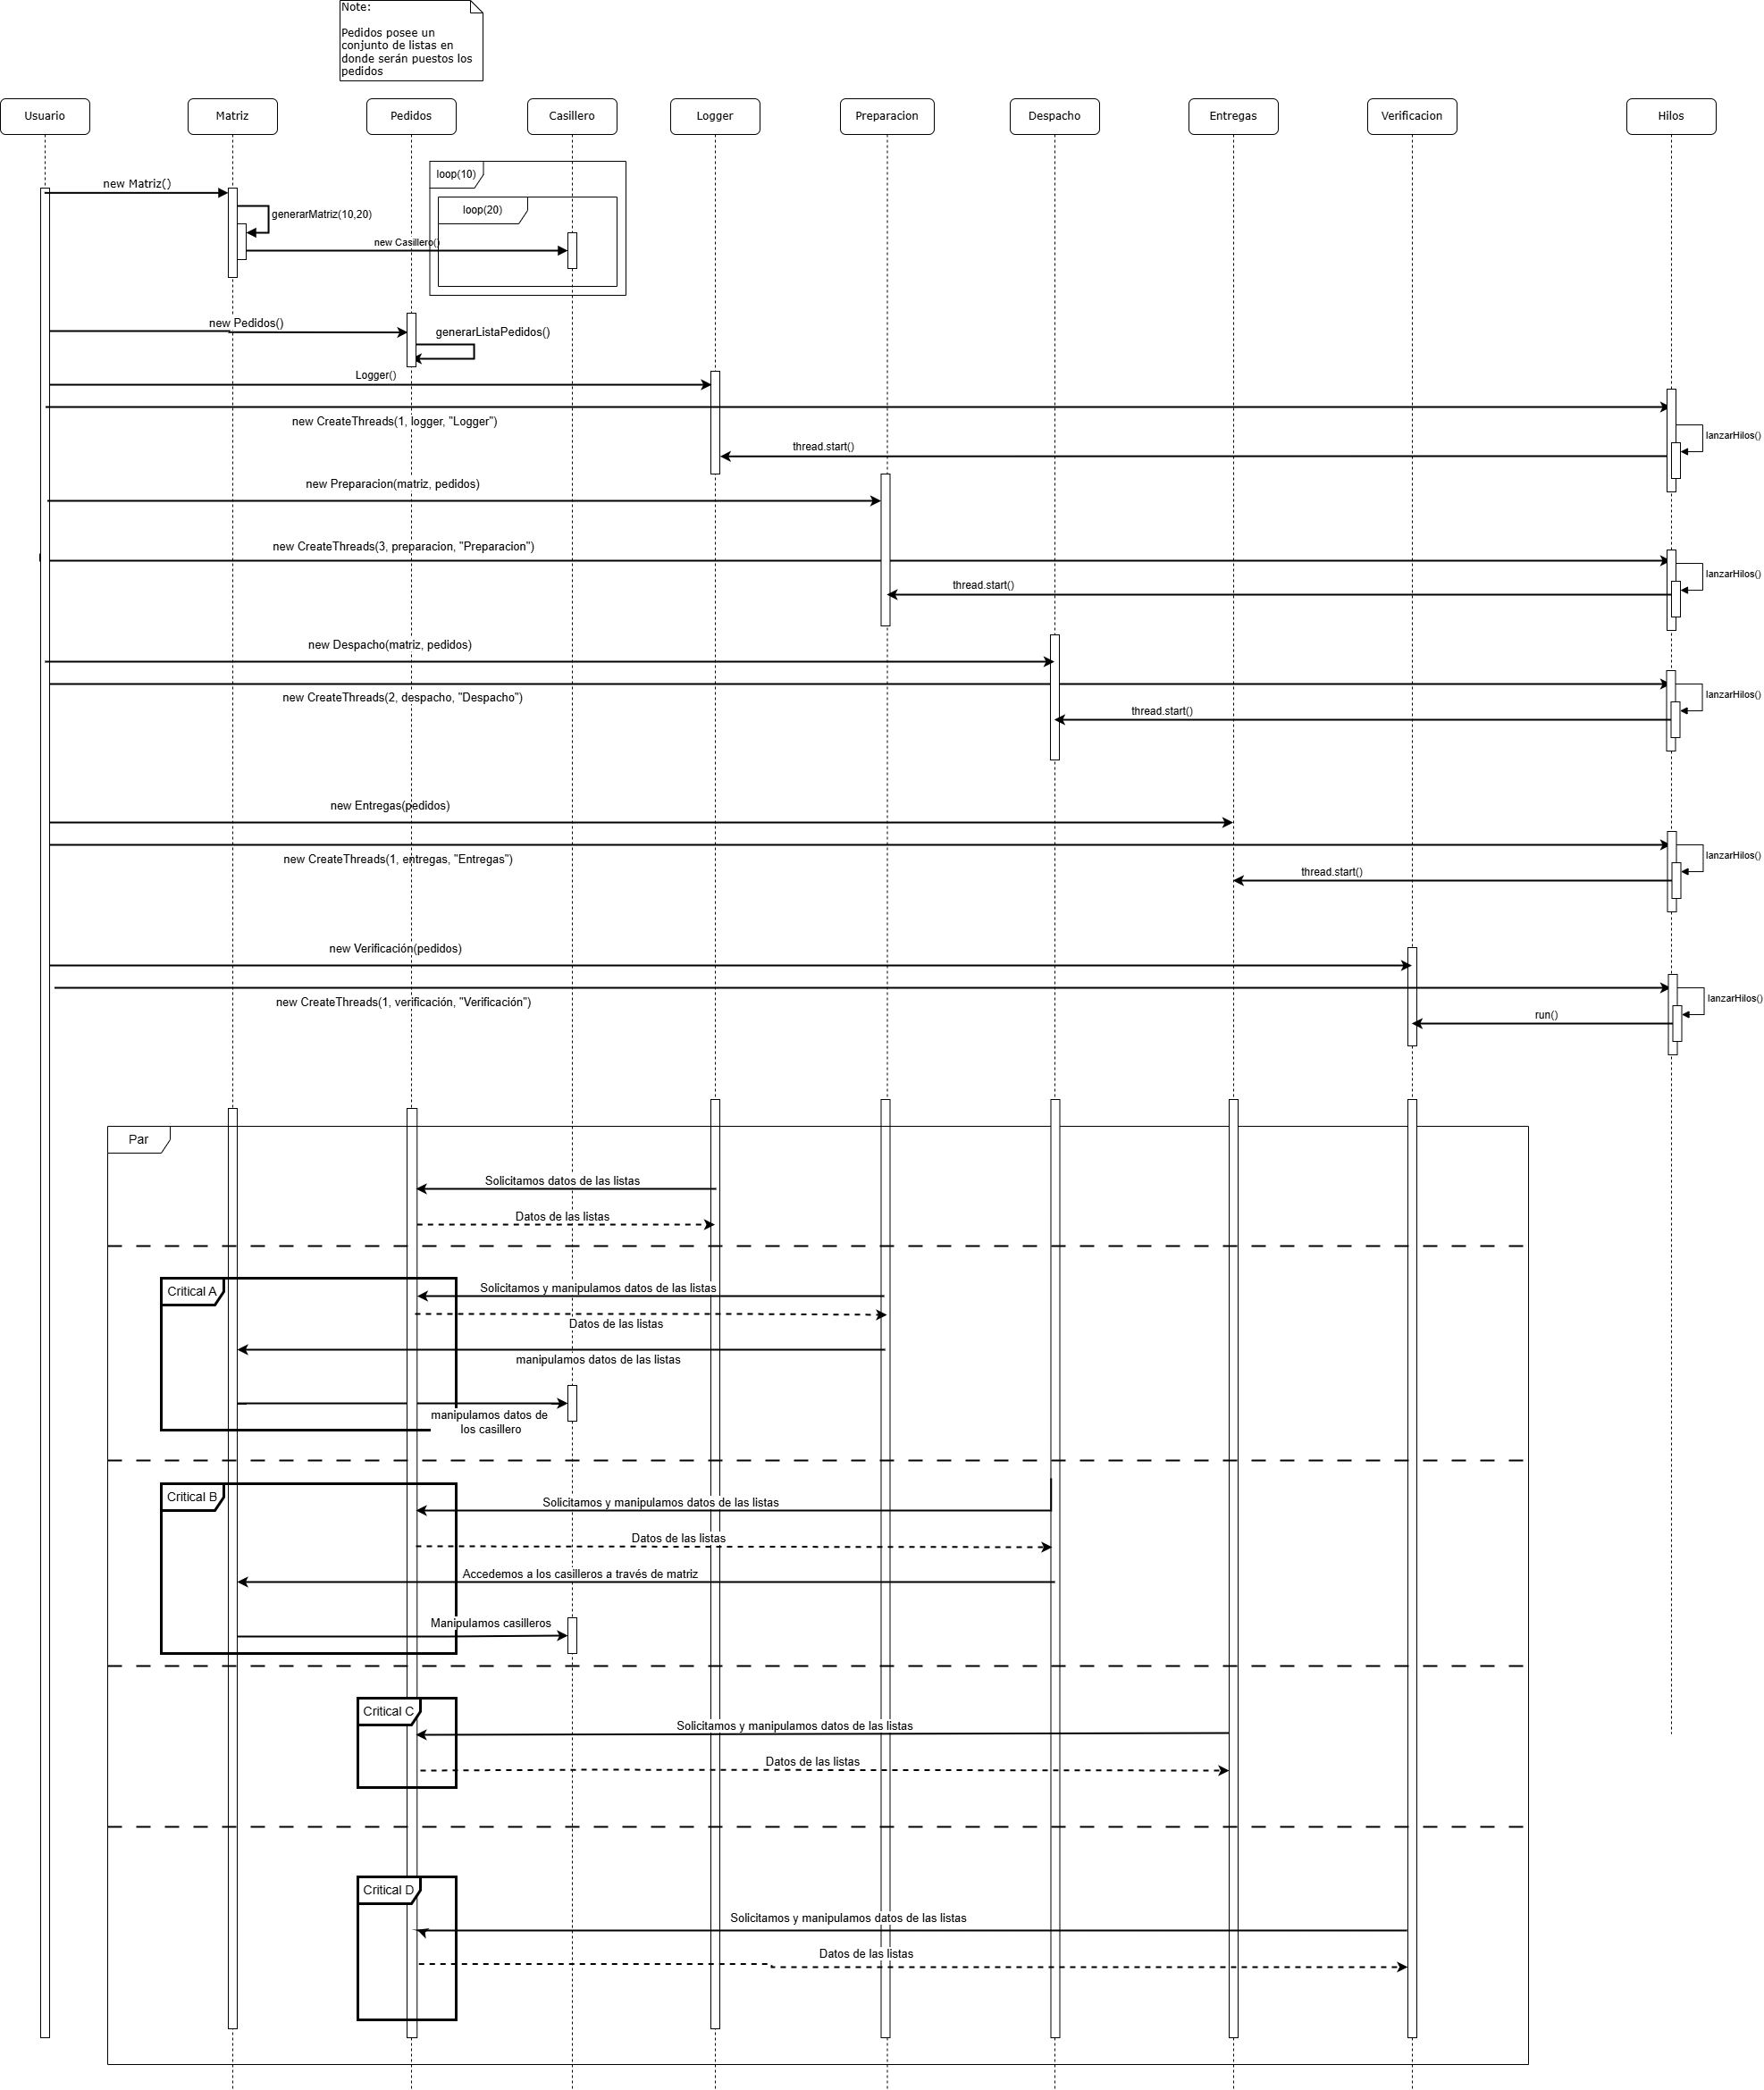 Note:
Pedidos posee un
conjunto de listas en
donde serán puestos los
pedidos
Usuario
Matriz
Pedidos
Casillero
Logger
Preparacion
Despacho
Entregas
Verificacion
Hilos
loop(10)
new Matriz()
loop(20)
generarMatriz(10,20)
new Casillero()
new Pedidos()
generarListaPedidos()
Logger()
new CreateThreads(1, logger, "Logger")
lanzarHilos()
thread.start()
new Preparacion(matriz, pedidos)
new CreateThreads(3, preparacion, "Preparacion")
lanzarHilos()
thread.start()
new Despacho(matriz, pedidos)
new CreateThreads(2, despacho, "Despacho")
lanzarHilos()
thread.start()
new Entregas(pedidos)
new CreateThreads(1, entregas, "Entregas")
lanzarHilos()
thread.start()
new Verificación(pedidos)
new CreateThreads(1, verificación, "Verificación")
lanzarHilos()
run()
Par
Solicitamos datos de las listas
Datos de las listas
Critical A
Solicitamos y manipulamos datos de las listas
Datos de las listas
manipulamos datos de las listas
manipulamos datos de
los casillero
Critical B
Solicitamos y manipulamos datos de las listas
Datos de las listas
Accedemos a los casilleros a través de matriz
Manipulamos casilleros
Critical C
Solicitamos y manipulamos datos de las listas
Datos de las listas
Critical D
Solicitamos y manipulamos datos de las listas
Datos de las listas